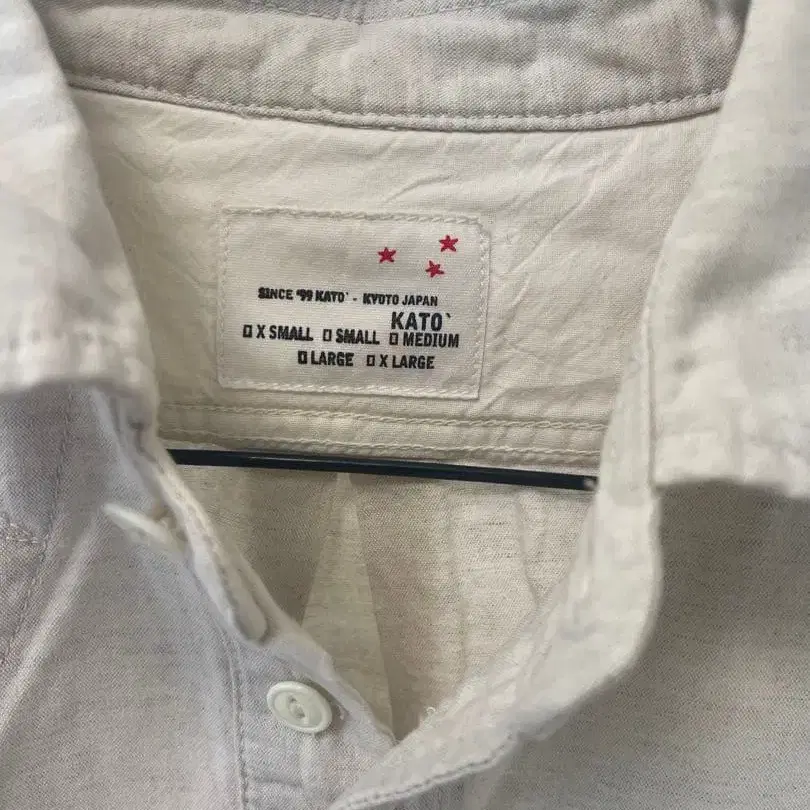 SINCE '99 KATO` - KYOTO JAPAN
KATO`
X SMALL SMALL MEDIUM
LARGE X LARGE